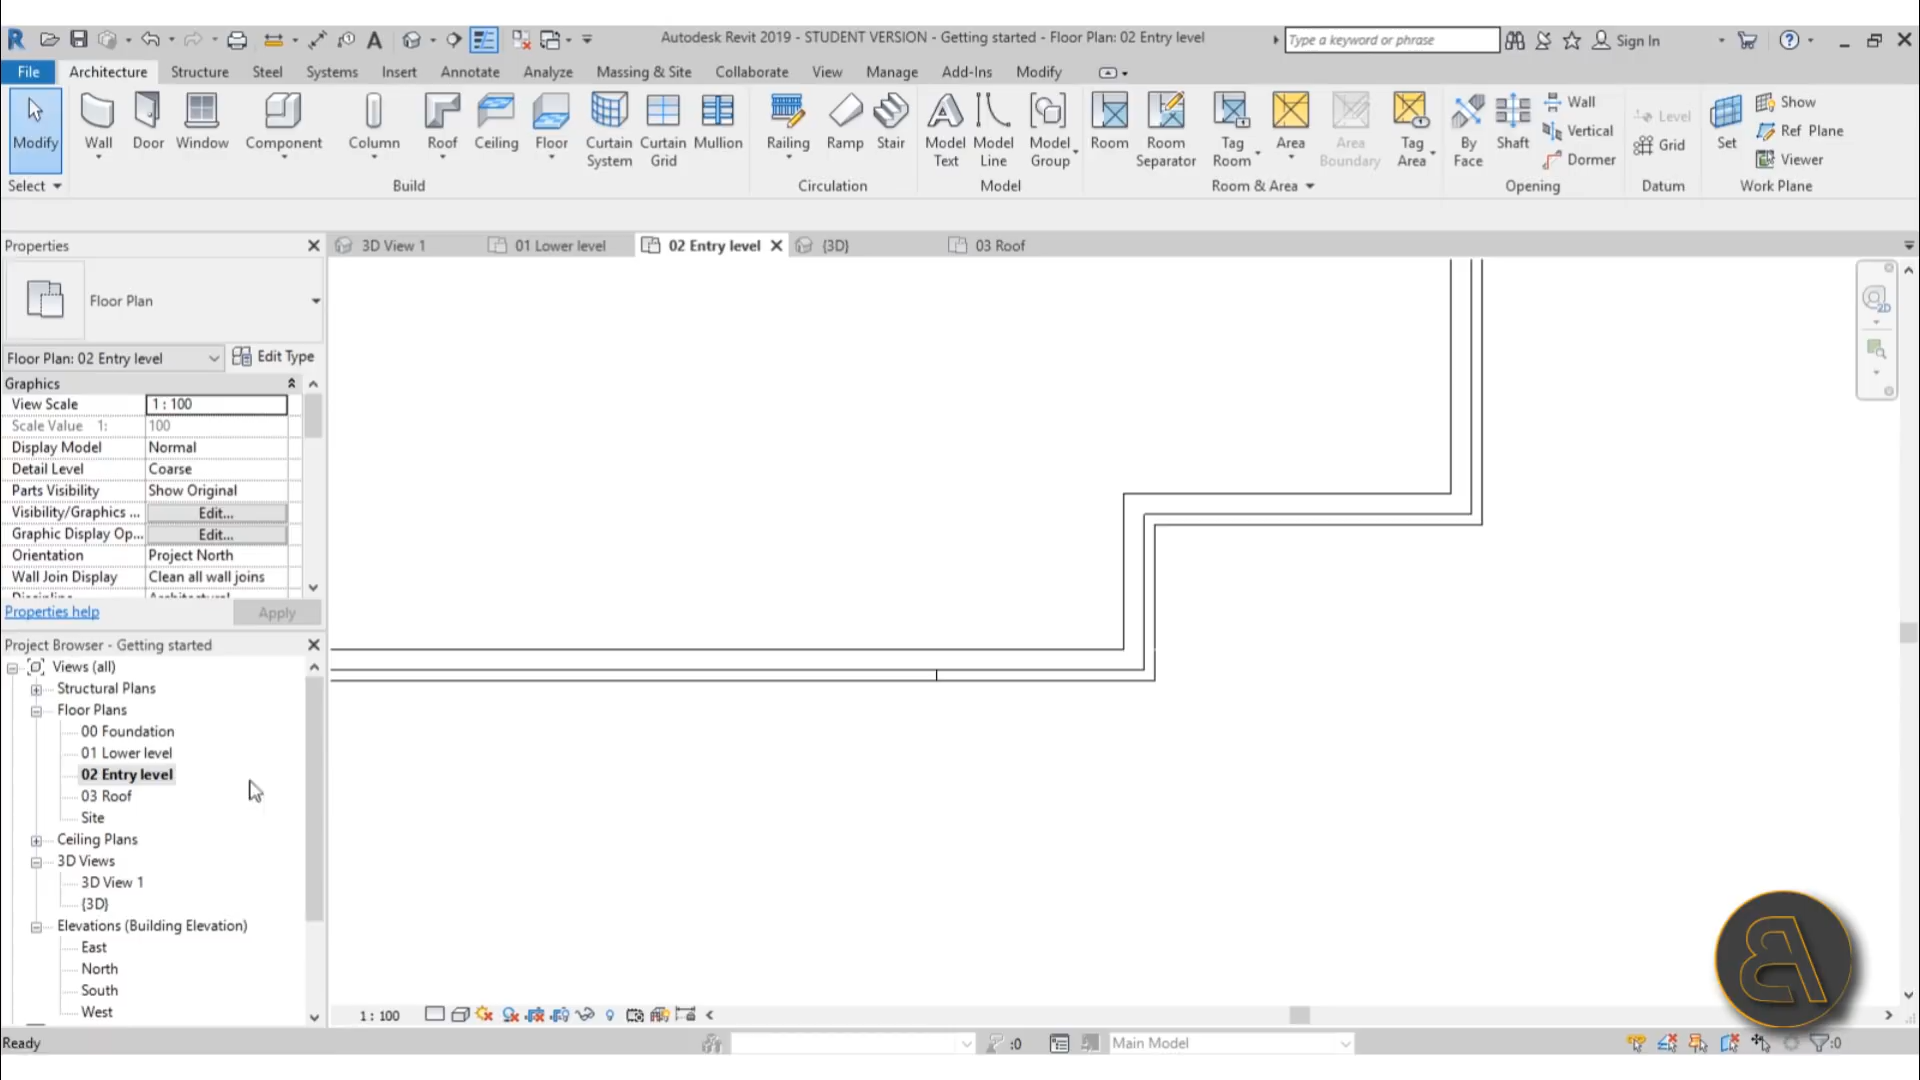 Autodesk Revit 2019 - STUDENT VERSION - Getting started - Floor Plan: 02 Entry level
Type a keyword or phrase
Sign In
File Architecture Structure Steel Systems Insert Annotate Analyze Massing & Site Collaborate View Manage Add-Ins Modify
Modify Wall Door Window Component Column Roof Ceiling Floor Curtain System Curtain Grid Mullion Railing Ramp Stair Model Text Model Line Model Group Room Room Separator Tag Room Area Area Boundary Tag Area By Face Shaft Wall Vertical Dormer Level Grid Set Show Ref Plane Viewer
Select Build Circulation Model Room & Area Opening Datum Work Plane
Properties
3D View 1 01 Lower level 02 Entry level {3D} 03 Roof
Floor Plan
2D
Floor Plan: 02 Entry level Edit Type
Graphics
View Scale 1 : 100
Scale Value 1: 100
Display Model Normal
Detail Level Coarse
Parts Visibility Show Original
Visibility/Graphics ... Edit...
Graphic Display Op... Edit...
Orientation Project North
Wall Join Display Clean all wall joins
Properties help Apply
Project Browser - Getting started
Views (all)
Structural Plans
Floor Plans
00 Foundation
01 Lower level
02 Entry level
03 Roof
Site
Ceiling Plans
3D Views
3D View 1
{3D}
Elevations (Building Elevation)
East
North
South
West
1 : 100
Ready
:0
Main Model
:0